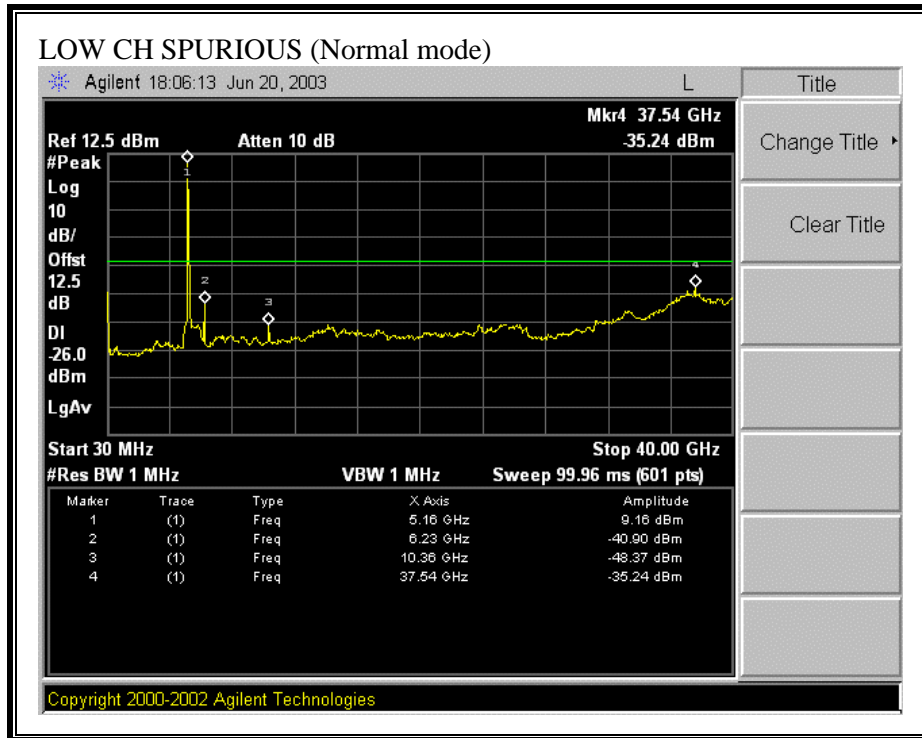 LOW CH SPURIOUS (Normal mode)
Agilent 18:06:13 Jun 20, 2003 L Title
Mkr4 37.54 GHz
Ref 12.5 dBm Atten 10 dB -35.24 dBm
Change Title
Clear Title
#Peak
Log
10
dB/
Offst
12.5
dB
DI
-26.0
dBm
LgAv
1
2
3
4
Start 30 MHz Stop 40.00 GHz
#Res BW 1 MHz VBW 1 MHz Sweep 99.96 ms (601 pts)
Marker Trace Type X Axis Amplitude
1 (1) Freq 5.16 GHz 9.16 dBm
2 (1) Freq 6.23 GHz -40.90 dBm
3 (1) Freq 10.36 GHz -48.37 dBm
4 (1) Freq 37.54 GHz -35.24 dBm
Copyright 2000-2002 Agilent Technologies